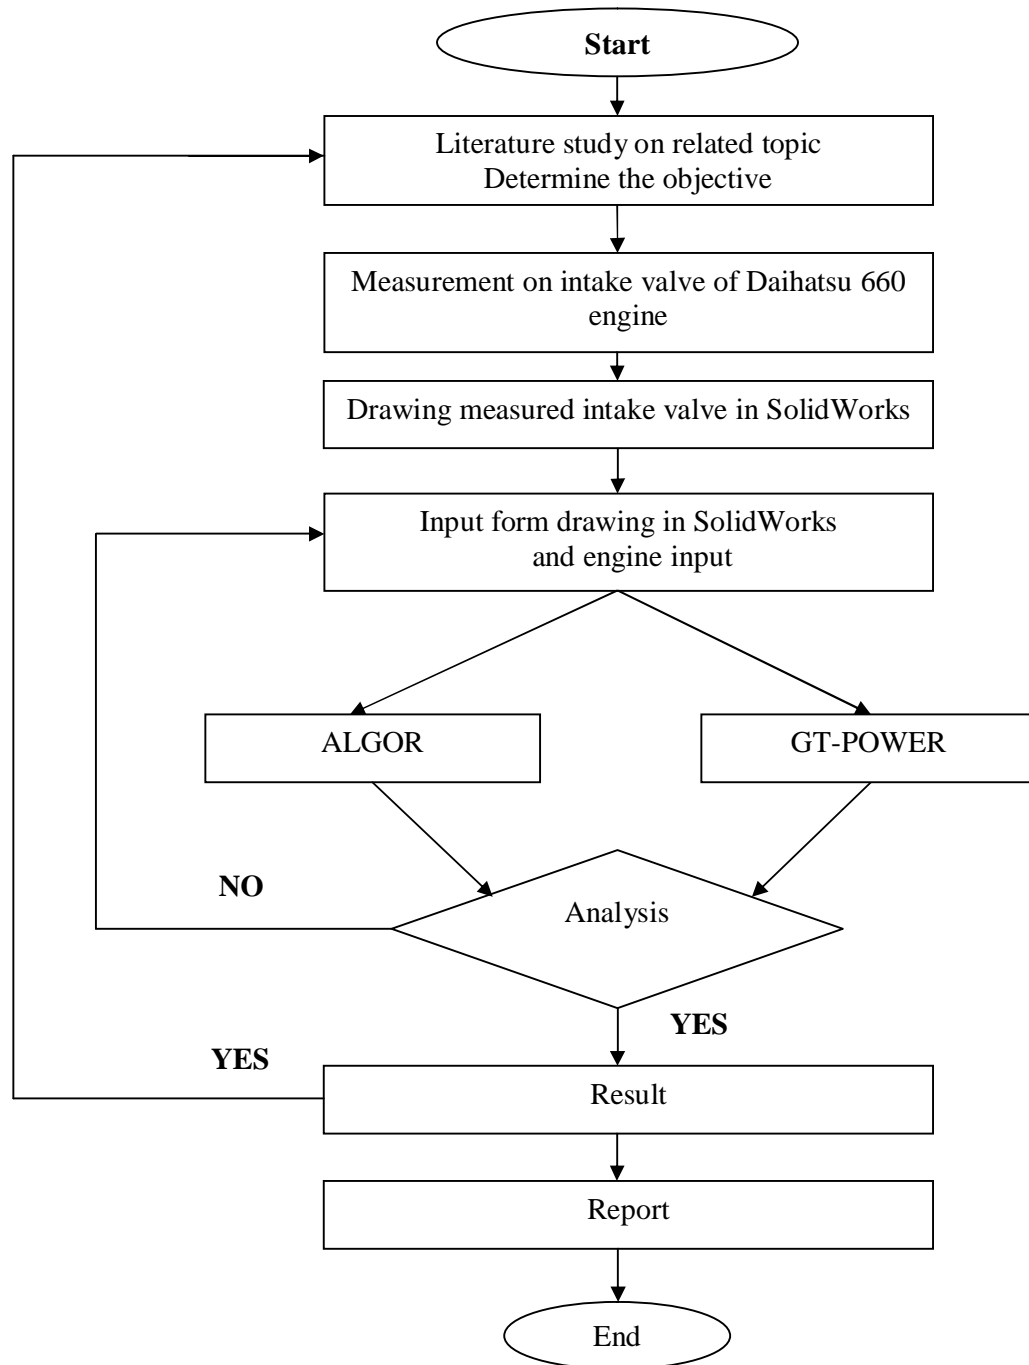 Start
Literature study on related topic
Determine the objective
Measurement on intake valve of Daihatsu 660
engine
Drawing measured intake valve in SolidWorks
Input form drawing in SolidWorks
and engine input
ALGOR
GT-POWER
NO
Analysis
YES
YES
Result
Report
End